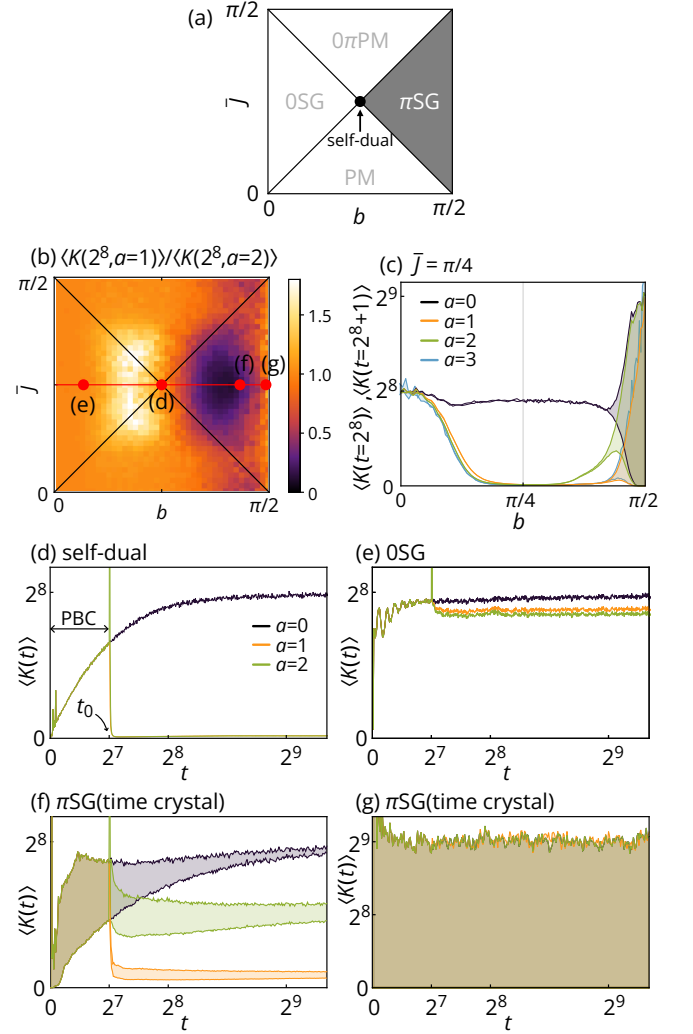 (a)
π/2
J̄
0
0πPM
0SG
πSG
self-dual
PM
b
π/2
(b) ⟨K(2⁸,a=1)⟩/⟨K(2⁸,a=2)⟩
π/2
J̄
0
(e)
(d)
(f)
(g)
0
b
π/2
1.5
1.0
0.5
0
(c) J̄ = π/4
⟨K(t=2⁸)⟩,⟨K(t=2⁸+1)⟩
2⁹
2⁸
0
a=0
a=1
a=2
a=3
0
π/4
π/2
b
(d) self-dual
⟨K(t)⟩
2⁸
0
PBC
t₀
a=0
a=1
a=2
0
2⁷
2⁸
2⁹
t
(e) 0SG
⟨K(t)⟩
2⁸
0
0
2⁷
2⁸
2⁹
t
(f) πSG(time crystal)
⟨K(t)⟩
2⁸
0
0
2⁷
2⁸
2⁹
t
(g) πSG(time crystal)
⟨K(t)⟩
2⁹
2⁸
0
0
2⁷
2⁸
2⁹
t